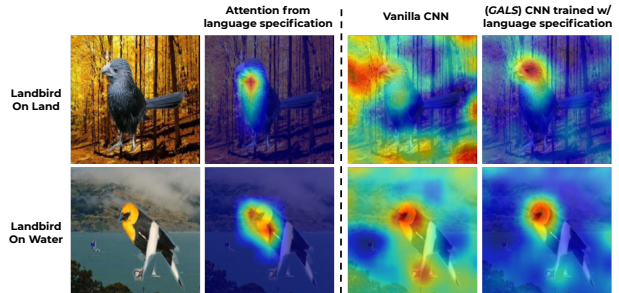 Attention from
language specification
Vanilla CNN
(GALS) CNN trained w/
language specification
Landbird
On Land
Landbird
On Water